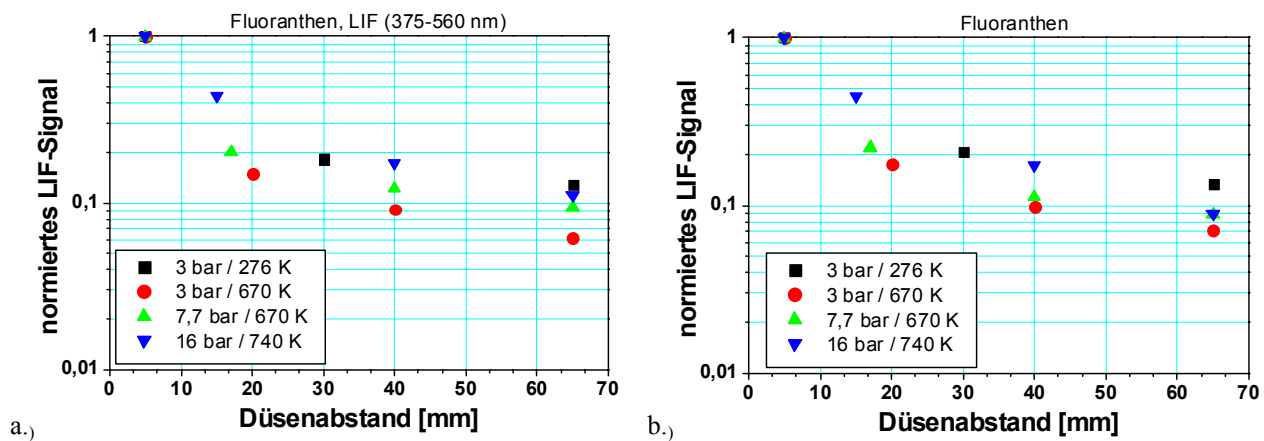 Fluoranthen, LIF (375-560 nm)
1
0,1
0,01
normiertes LIF-Signal
3 bar / 276 K
3 bar / 670 K
7,7 bar / 670 K
16 bar / 740 K
0 10 20 30 40 50 60 70
Düsenabstand [mm]
a.)
Fluoranthen
1
0,1
0,01
normiertes LIF-Signal
3 bar / 276 K
3 bar / 670 K
7,7 bar / 670 K
16 bar / 740 K
0 10 20 30 40 50 60 70
Düsenabstand [mm]
b.)